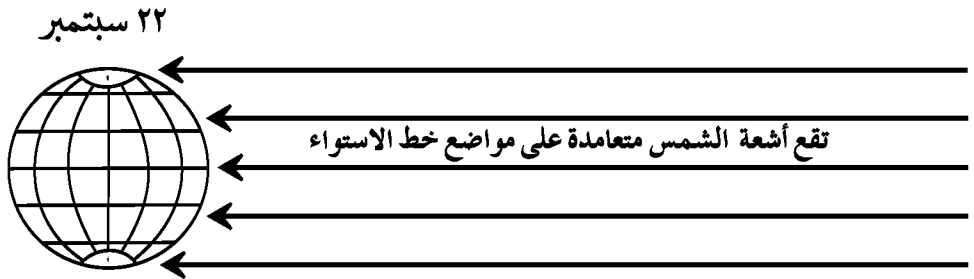 ٢٢ سبتمبر
تقع أشعة الشمس متعامدة على مواضع خط الاستواء